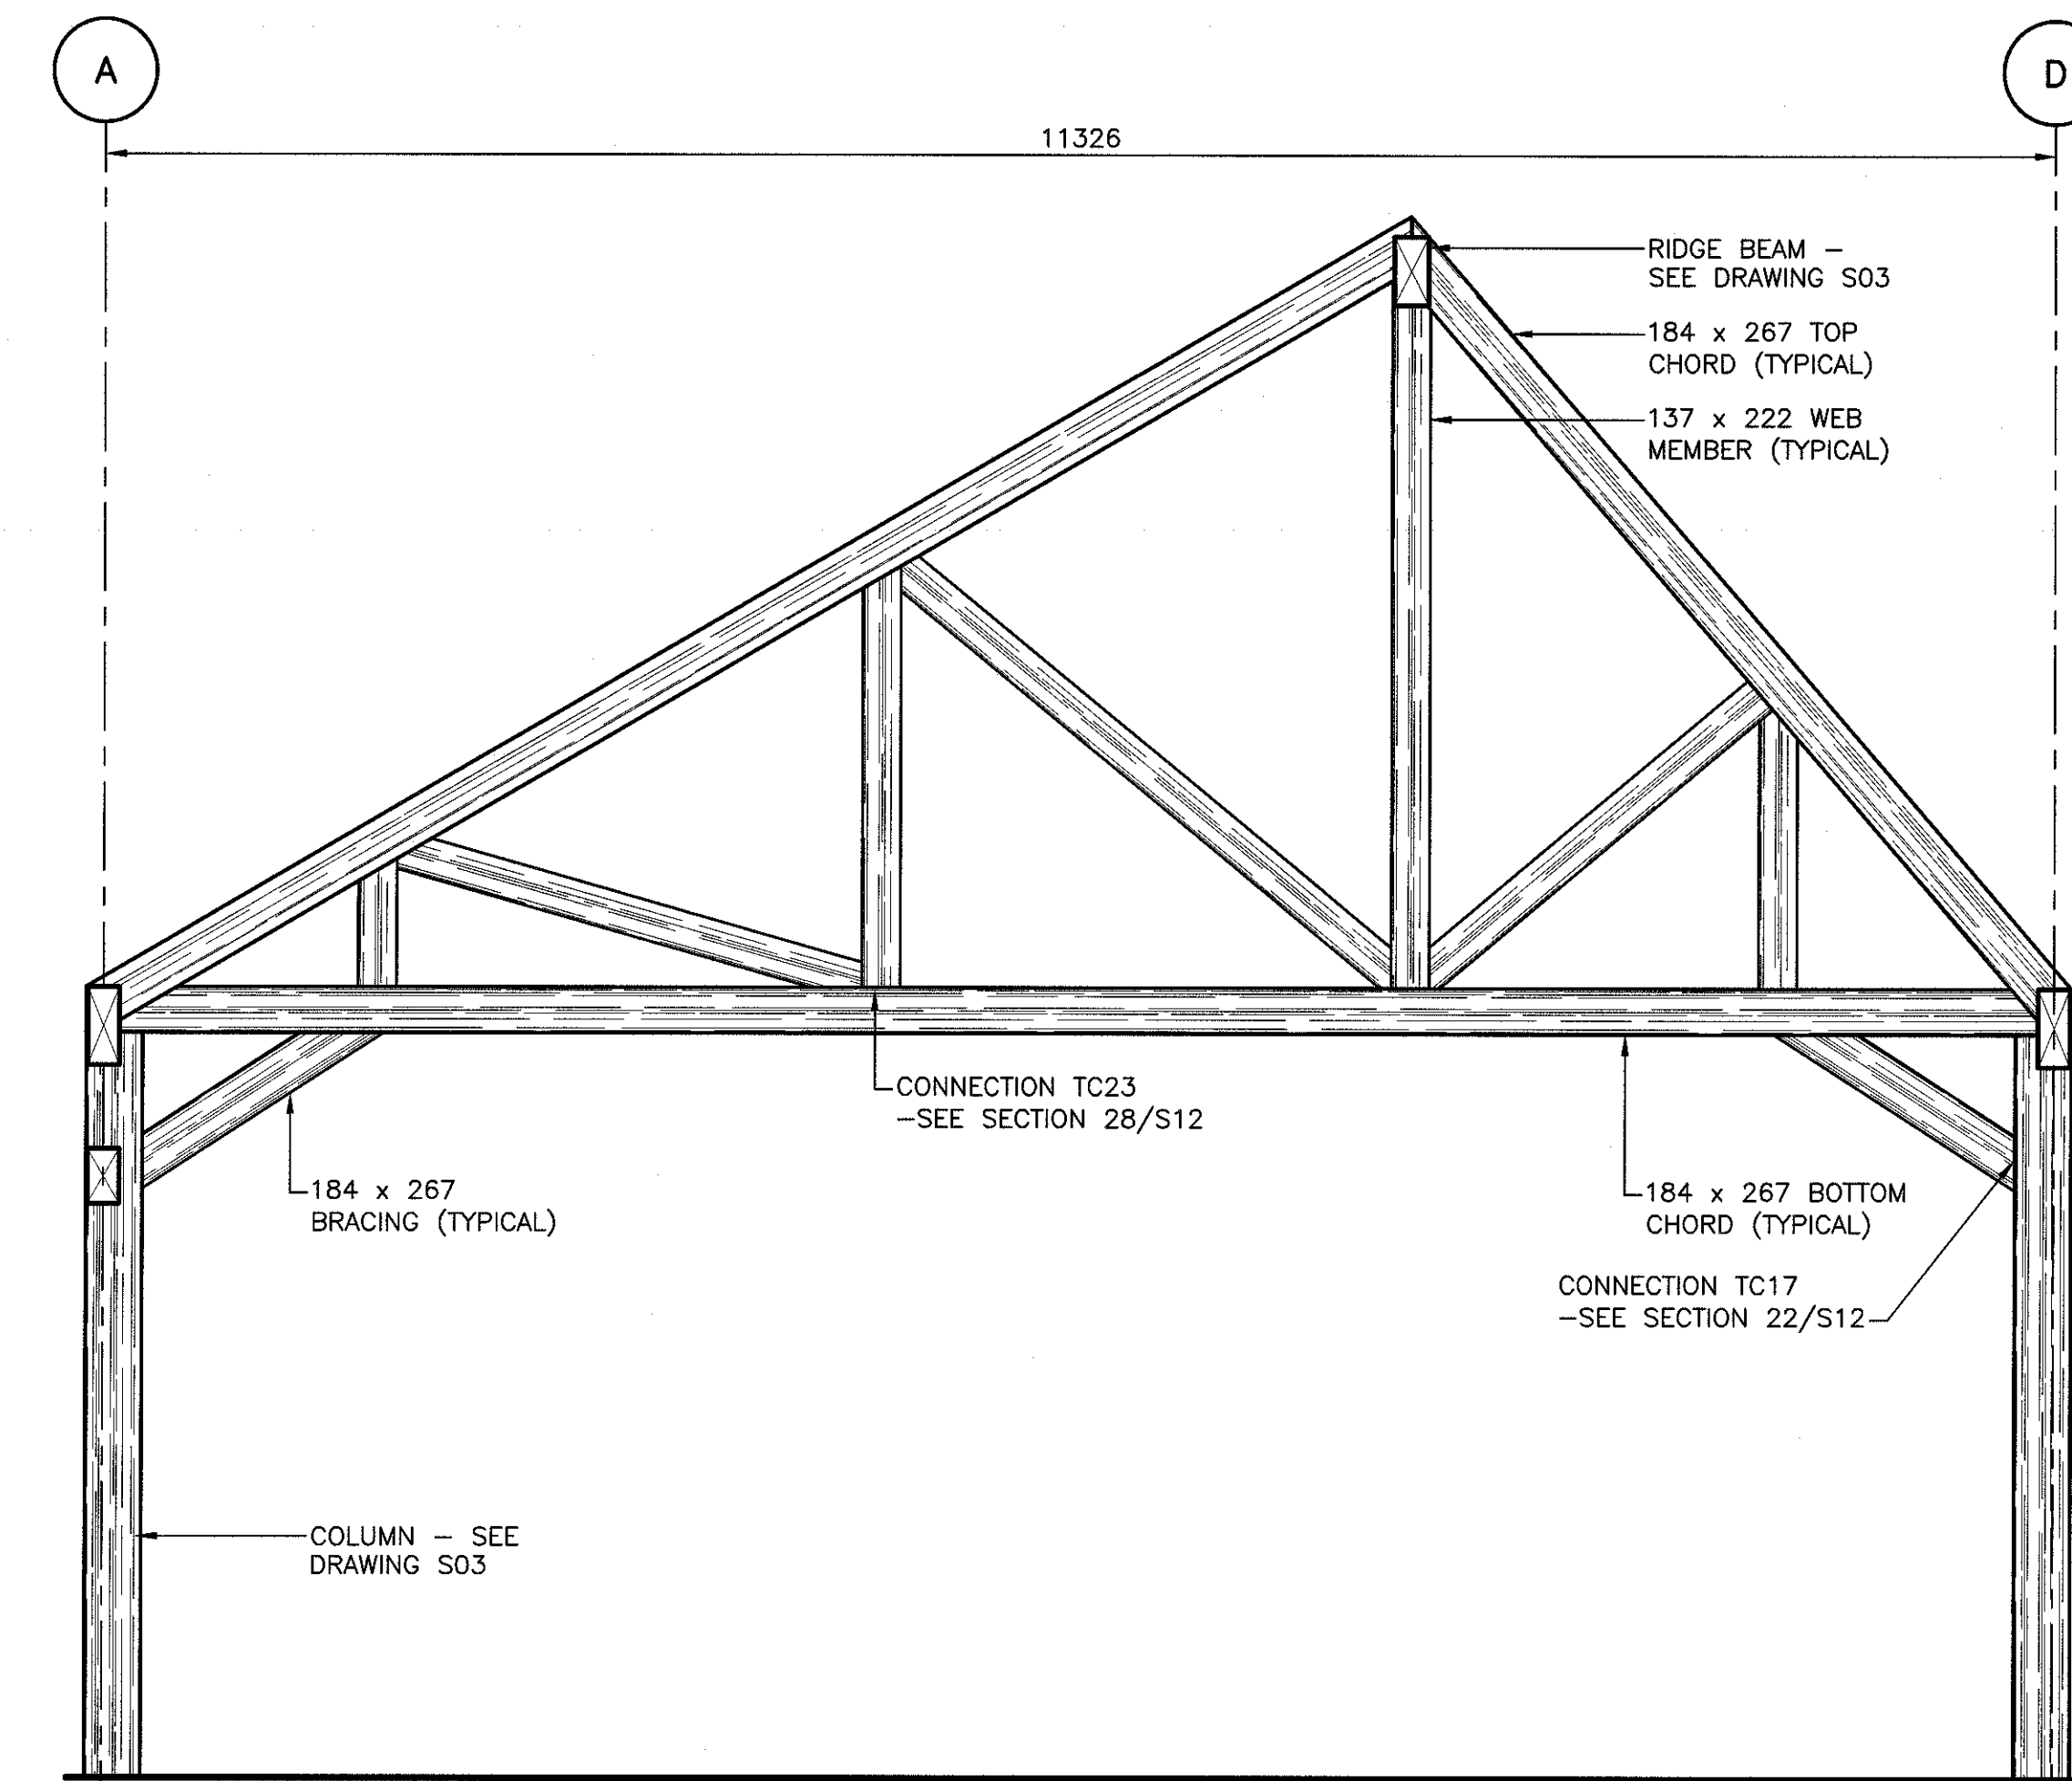 A
D
11326
RIDGE BEAM –
SEE DRAWING S03
184 x 267 TOP
CHORD (TYPICAL)
137 x 222 WEB
MEMBER (TYPICAL)
CONNECTION TC23
–SEE SECTION 28/S12
184 x 267
BRACING (TYPICAL)
184 x 267 BOTTOM
CHORD (TYPICAL)
CONNECTION TC17
–SEE SECTION 22/S12
COLUMN – SEE
DRAWING S03